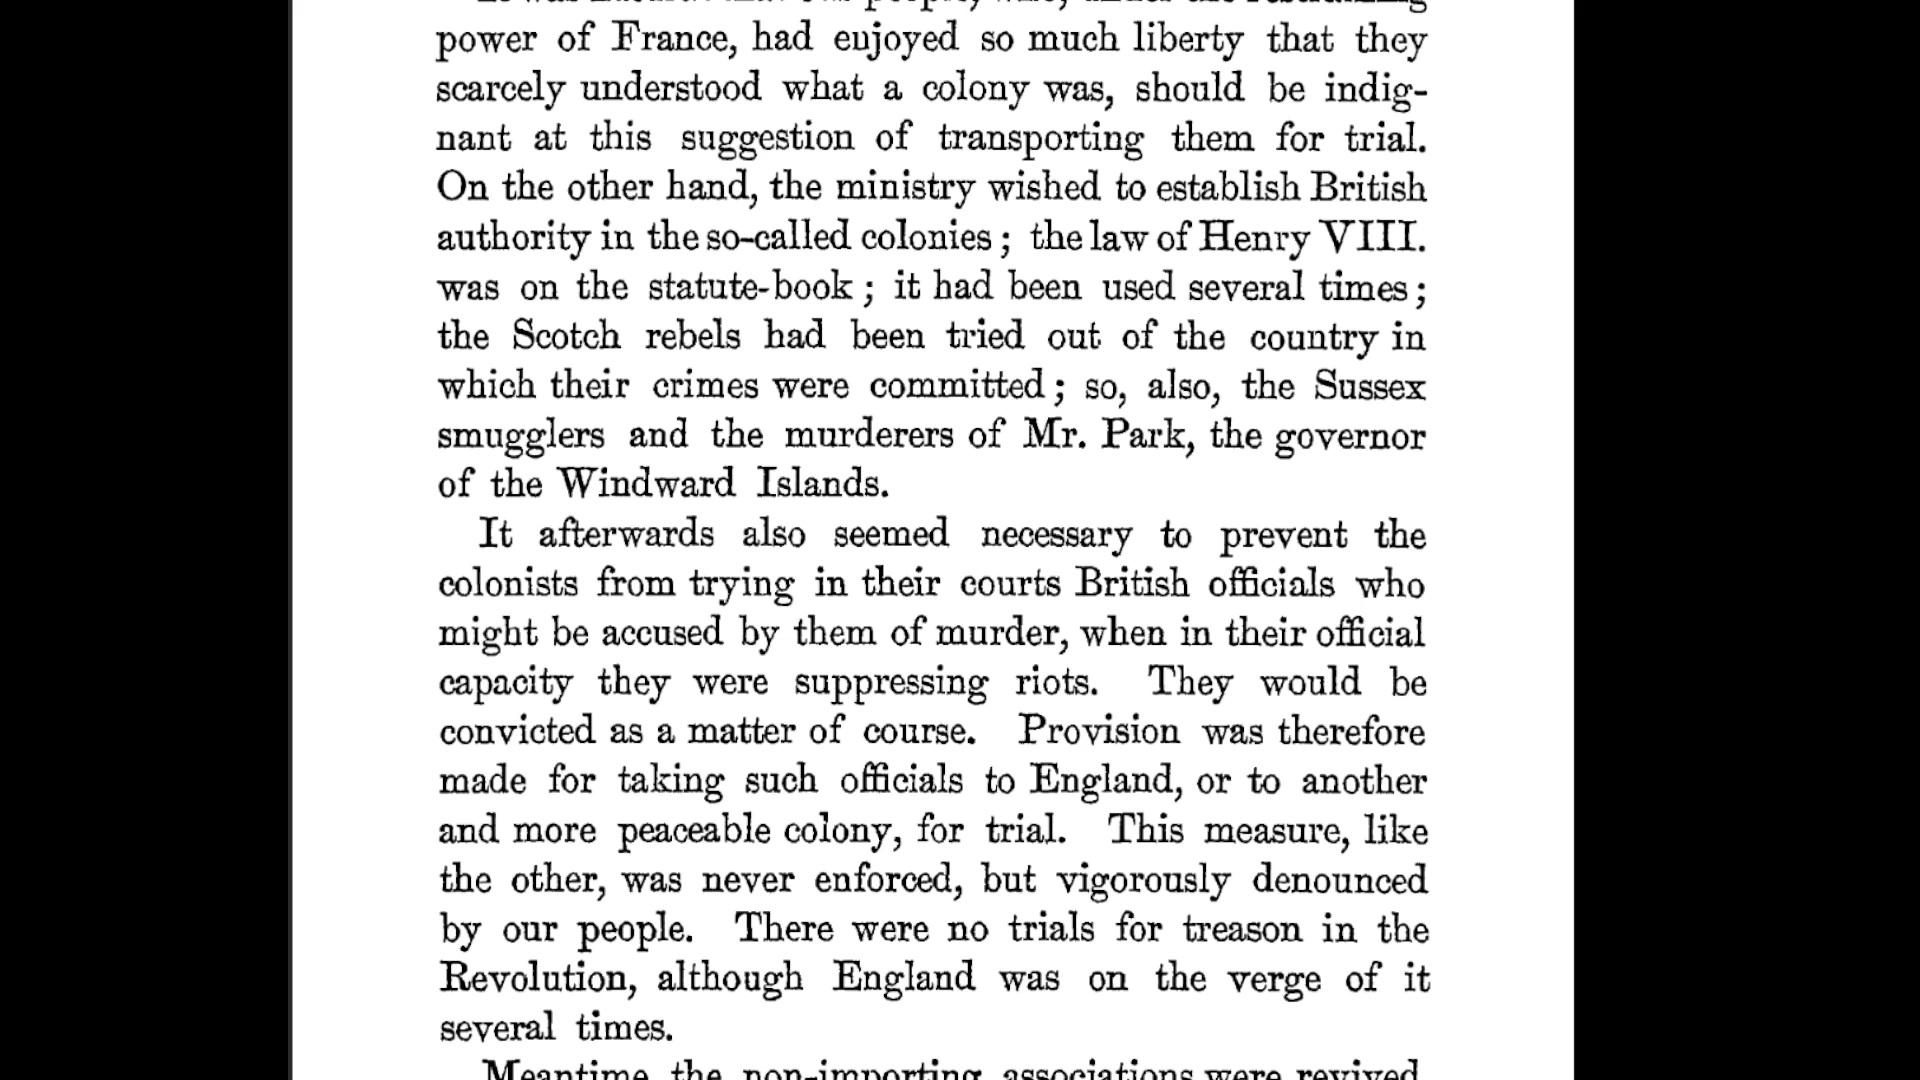 power of France, had enjoyed so much liberty that they
scarcely understood what a colony was, should be indig-
nant at this suggestion of transporting them for trial.
On the other hand, the ministry wished to establish British
authority in the so-called colonies; the law of Henry VIII.
was on the statute-book; it had been used several times;
the Scotch rebels had been tried out of the country in
which their crimes were committed; so, also, the Sussex
smugglers and the murderers of Mr. Park, the governor
of the Windward Islands.
It afterwards also seemed necessary to prevent the
colonists from trying in their courts British officials who
might be accused by them of murder, when in their official
capacity they were suppressing riots. They would be
convicted as a matter of course. Provision was therefore
made for taking such officials to England, or to another
and more peaceable colony, for trial. This measure, like
the other, was never enforced, but vigorously denounced
by our people. There were no trials for treason in the
Revolution, although England was on the verge of it
several times.
Meantime the non-importing associations were revived